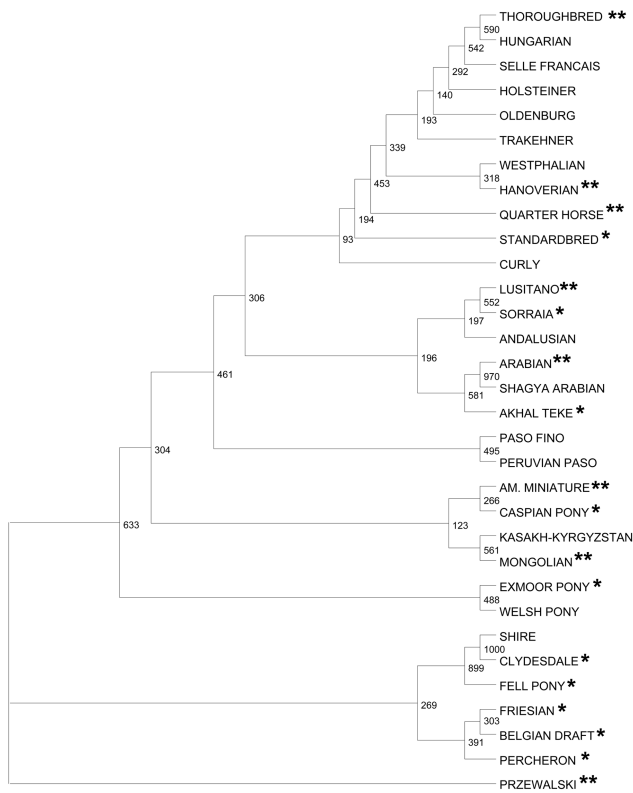 THOROUGHBRED **
590
HUNGARIAN
542
SELLE FRANCAIS
292
HOLSTEINER
140
OLDENBURG
193
TRAKEHNER
339
WESTPHALIAN
318
453
HANOVERIAN **
QUARTER HORSE **
194
STANDARDBRED *
93
CURLY
LUSITANO **
306
552
SORRAIA *
197
ANDALUSIAN
196
ARABIAN **
461
970
SHAGYA ARABIAN
581
AKHAL TEKE *
PASO FINO
304
495
PERUVIAN PASO
AM. MINIATURE **
266
CASPIAN PONY *
633
123
KASAKH-KYRGYZSTAN
561
MONGOLIAN **
EXMOOR PONY *
488
WELSH PONY
SHIRE
1000
CLYDESDALE *
899
FELL PONY *
269
FRIESIAN *
303
BELGIAN DRAFT *
391
PERCHERON *
PRZEWALSKI **